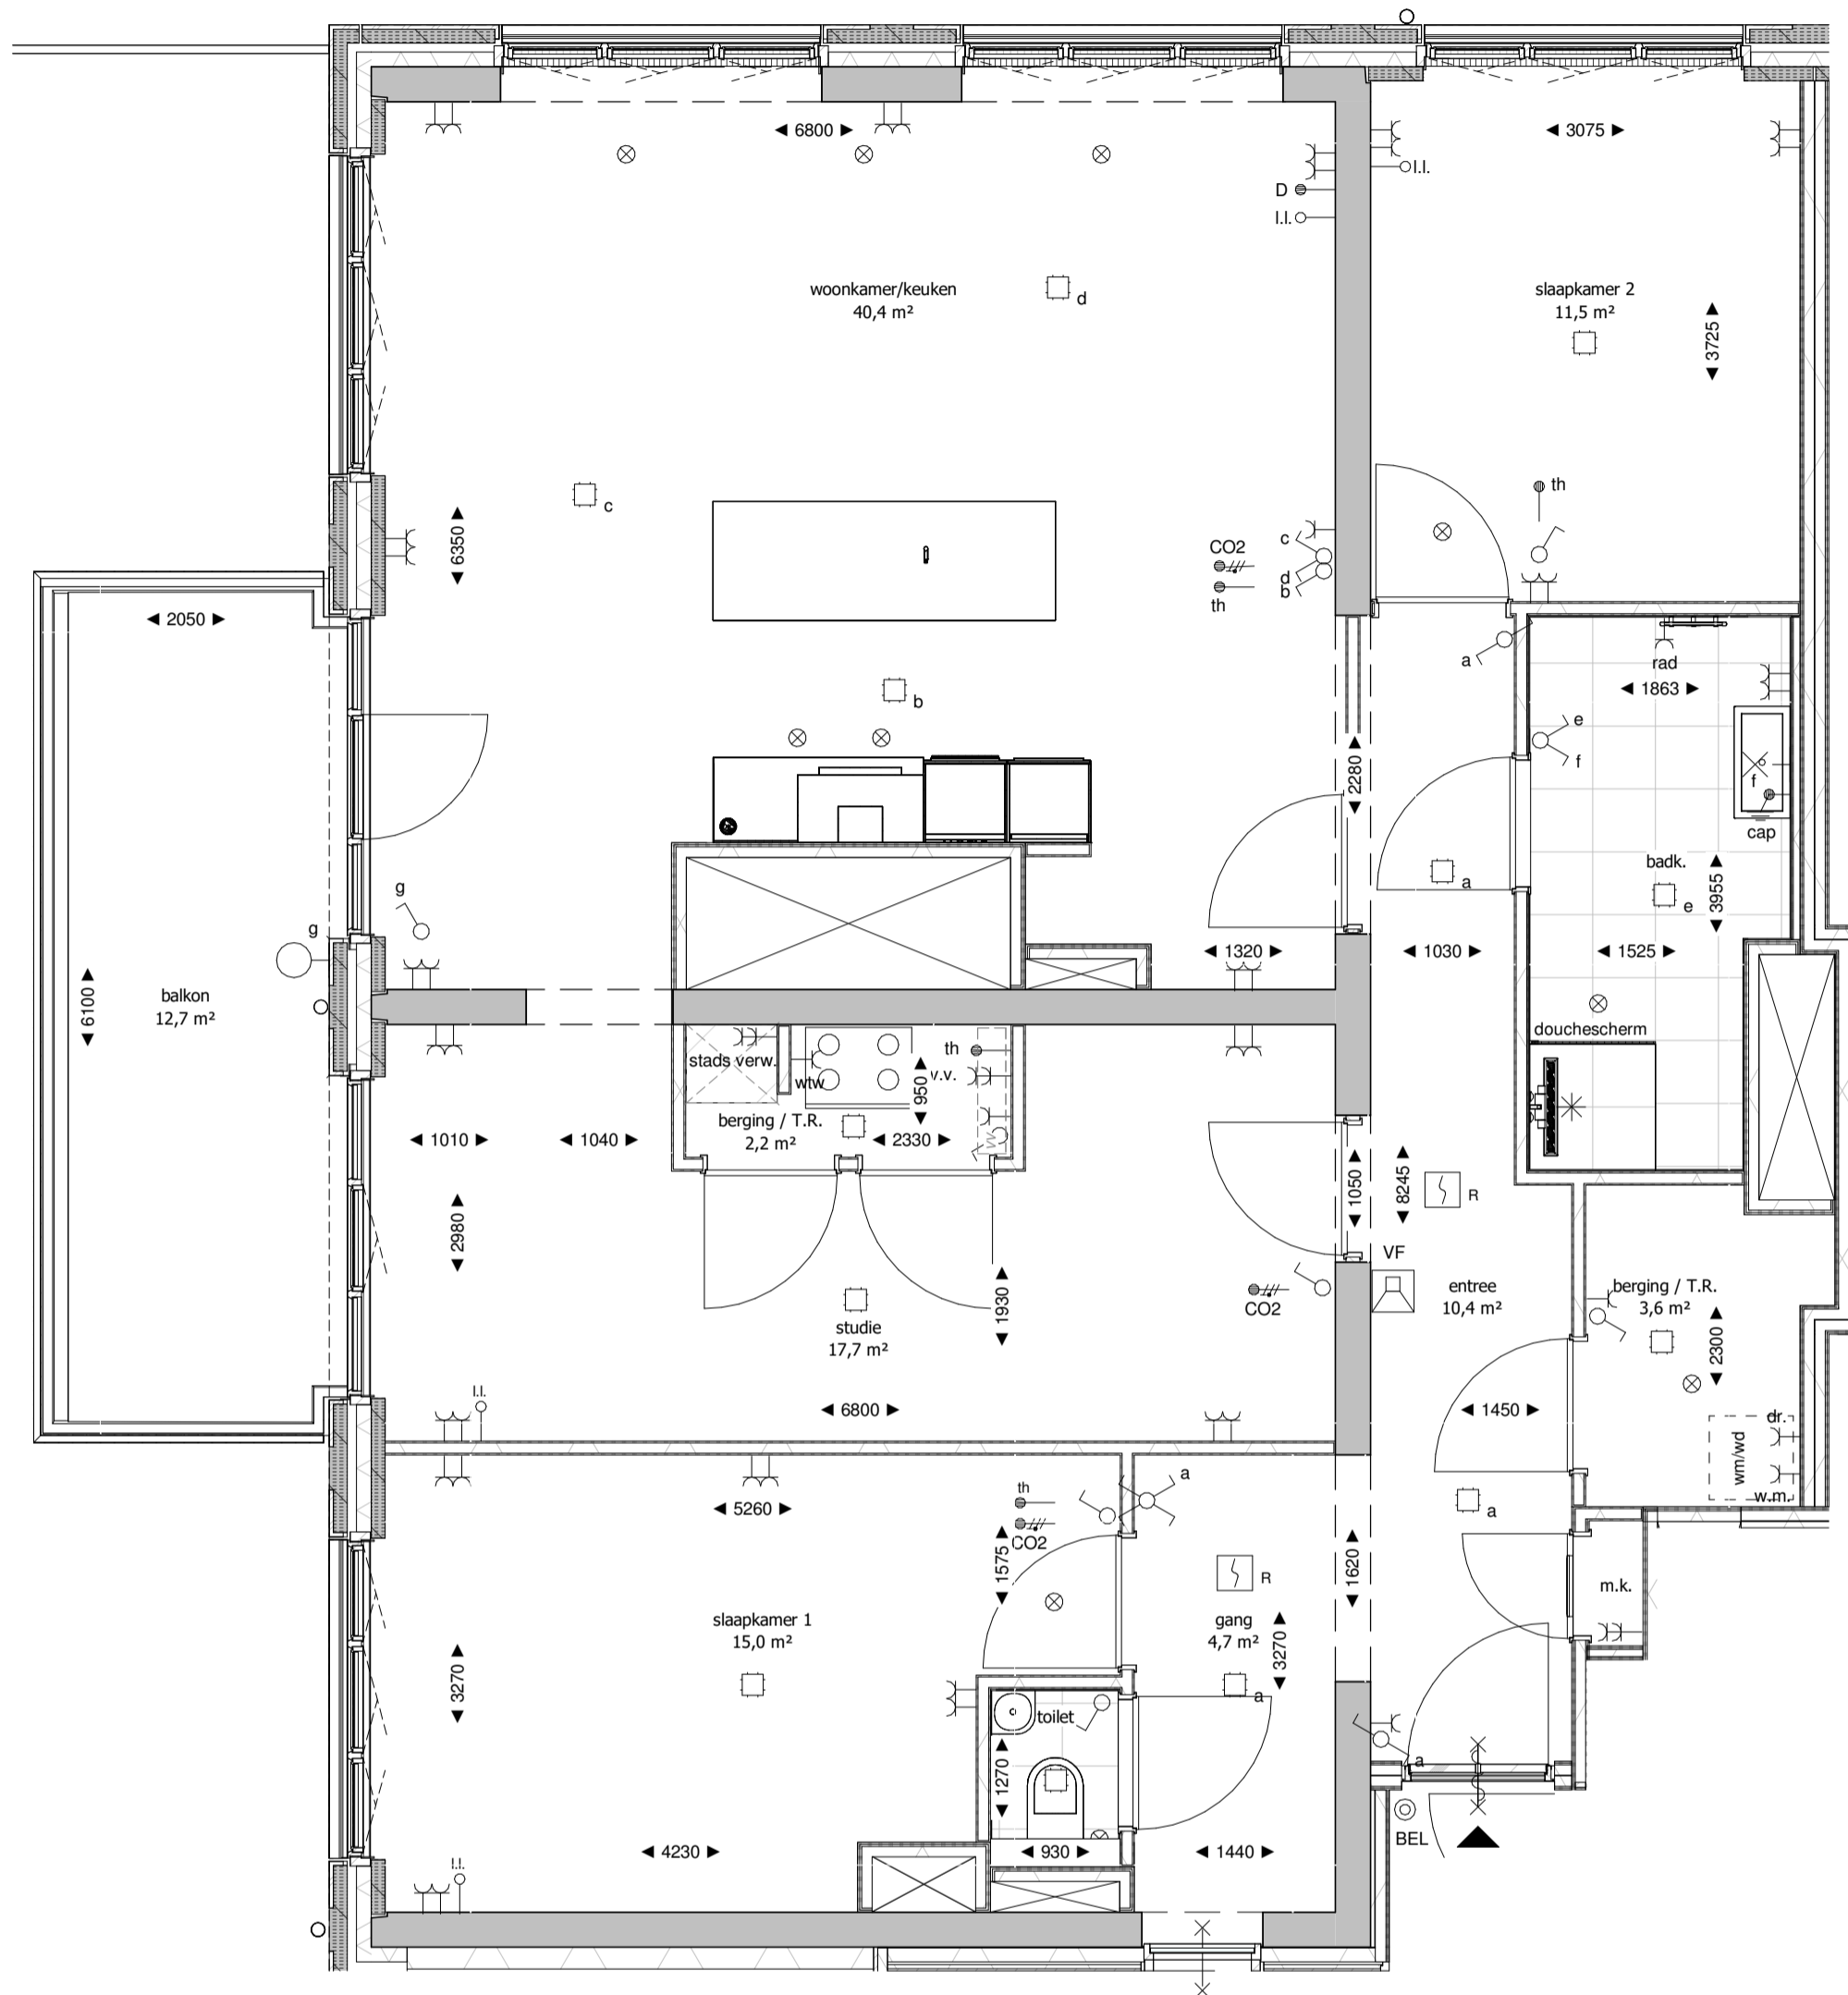 6800
3075
l.l.
D
l.l.
woonkamer/keuken
40,4 m²
d
slaapkamer 2
11,5 m²
3725
c
th
6350
c
CO2
d
b
th
2050
a
rad
1863
b
e
f
2280
f
cap
a
badk.
e
3955
g
g
1320
1030
1525
balkon
12,7 m²
6100
douchescherm
stads verw.
wtw
950
th
v.v.
vv
berging / T.R.
2,2 m²
2330
1010
1040
2980
1050
8245
R
VF
1930
CO2
entree
10,4 m²
berging / T.R.
3,6 m²
2300
studie
17,7 m²
l.l.
6800
1450
dr.
wm/wd
w.m.
a
5260
th
CO2
a
1575
1620
R
m.k.
slaapkamer 1
15,0 m²
gang
4,7 m²
3270
3270
a
toilet
1270
a
4230
930
1440
BEL
l.l.